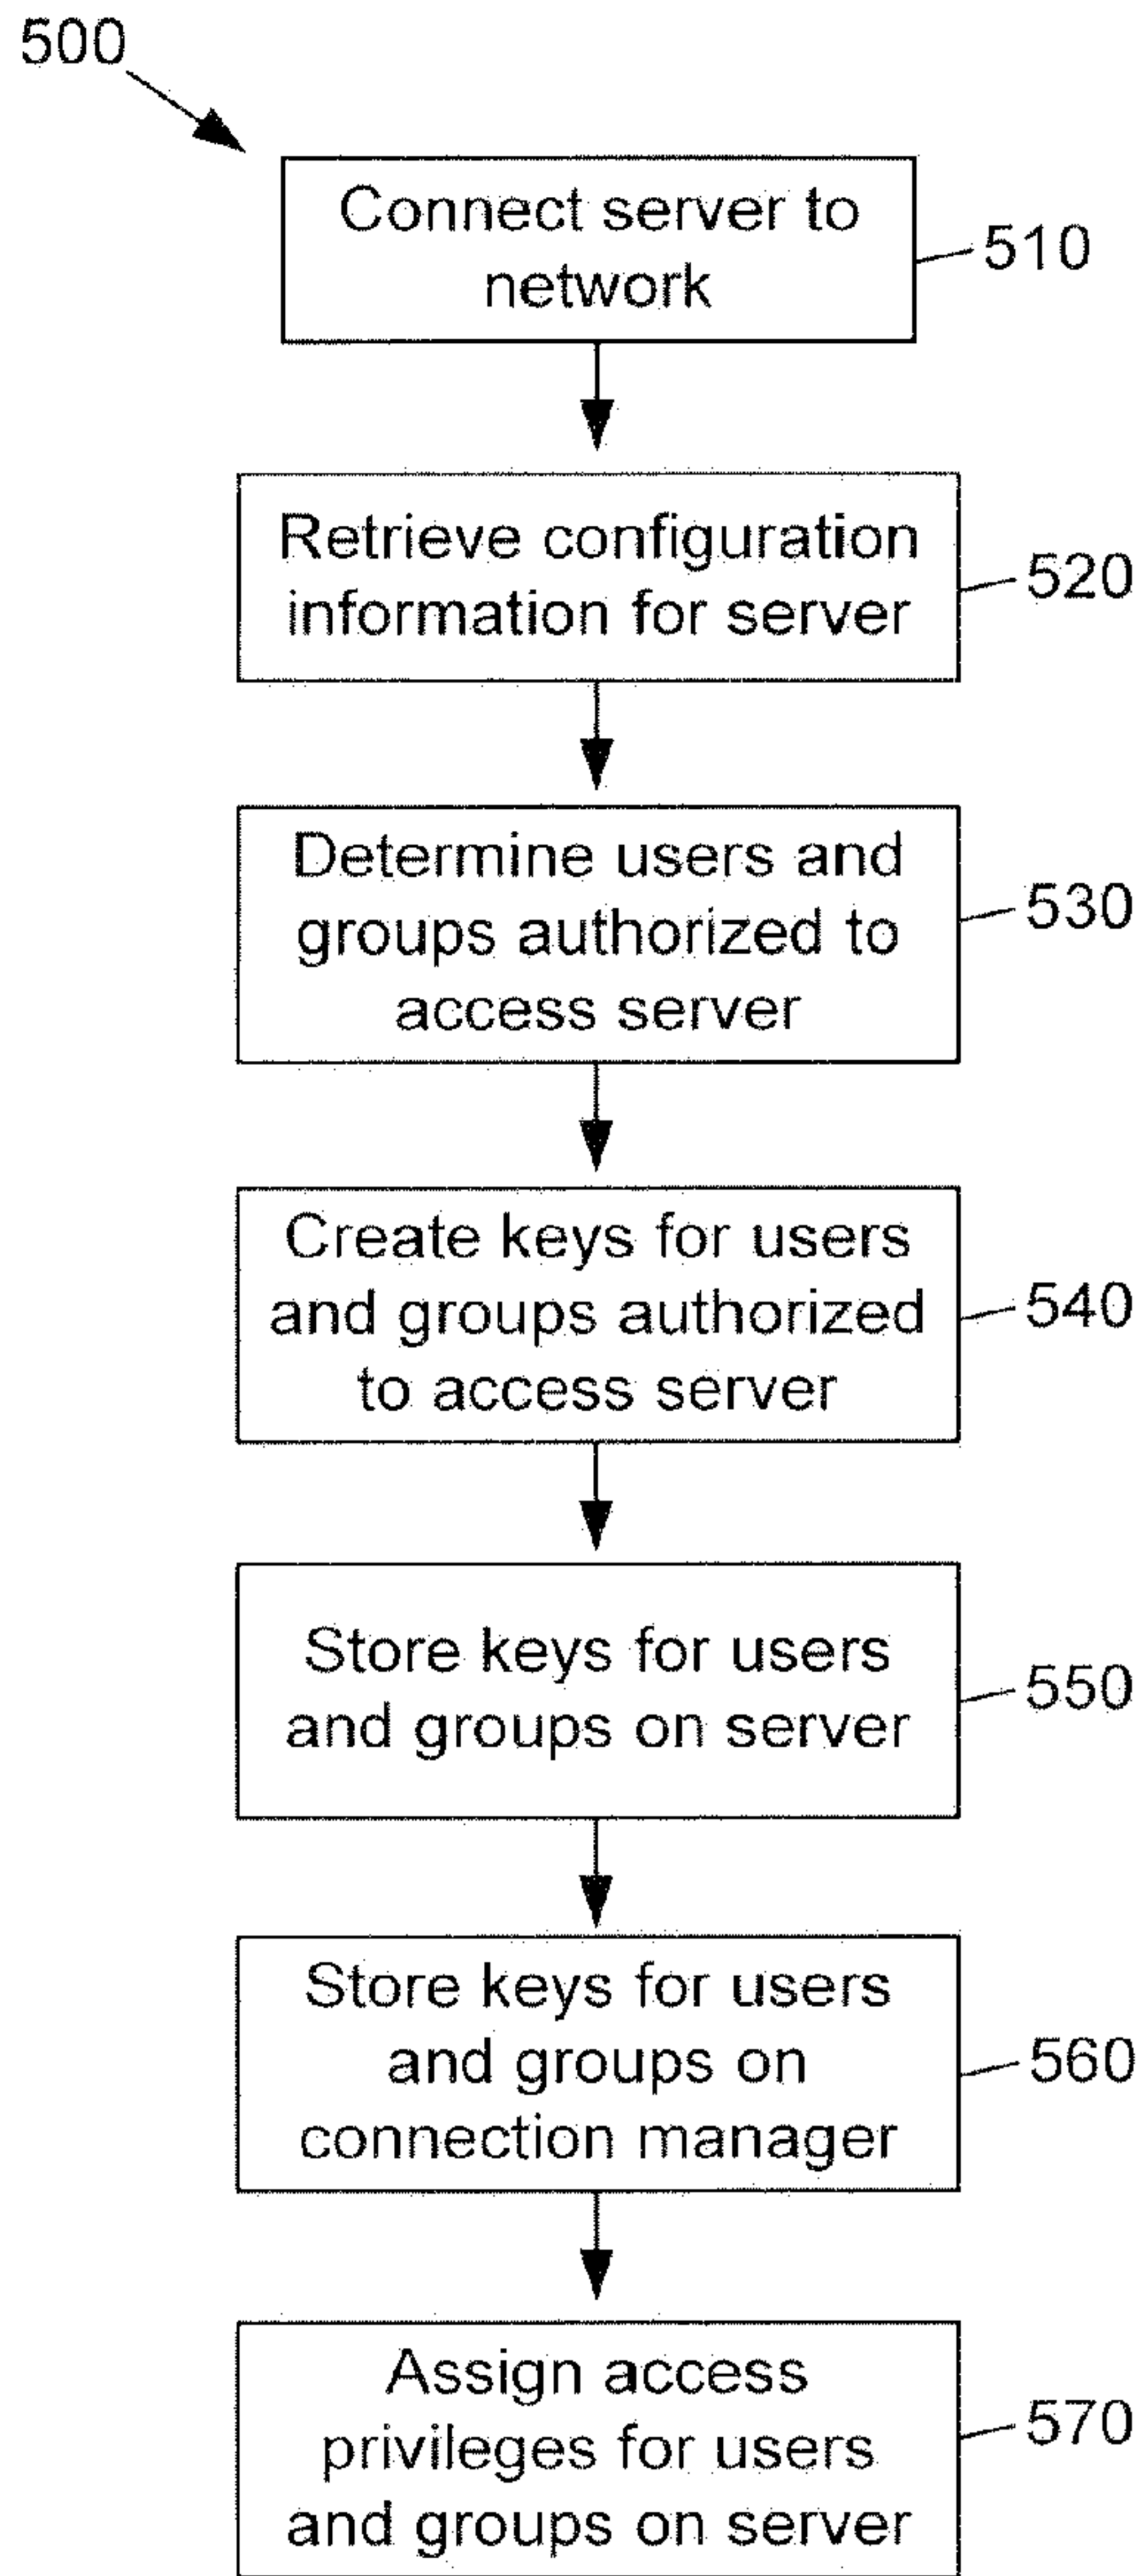 500
Connect server to
network
510
Retrieve configuration
information for server
520
Determine users and
groups authorized to
access server
530
Create keys for users
and groups authorized
to access server
540
Store keys for users
and groups on server
550
Store keys for users
and groups on
connection manager
560
Assign access
privileges for users
and groups on server
570